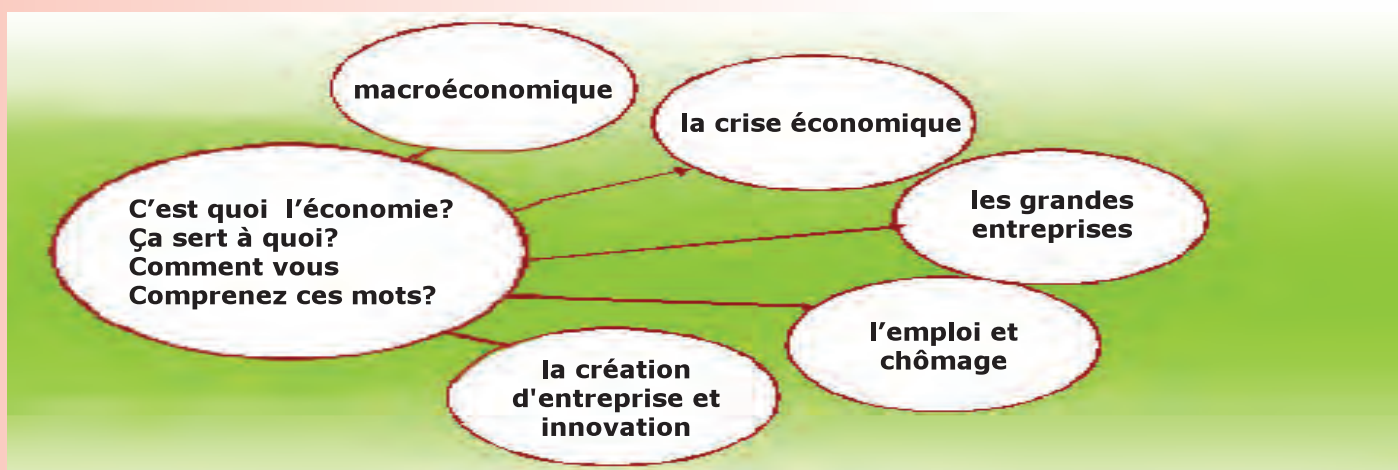 macroéconomique
la crise économique
les grandes
entreprises
C’est quoi  l’économie?
Ça sert à quoi?
Comment vous
Comprenez ces mots?
l’emploi et
chômage
la création
d'entreprise et
innovation